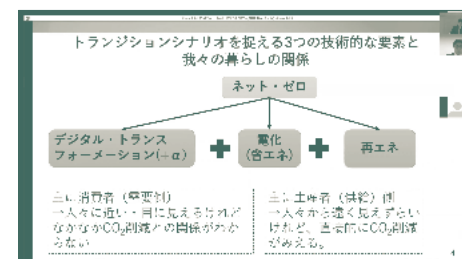 トランジションシナリオを捉える3つの技術的な要素と
我々の暮らしの関係
ネット・ゼロ
デジタル・トランス
フォーメーション(+α)
+
電化
(省エネ)
+
再エネ
主に消費者（需要側）
→人々に近い・目に見えるけれど
なかなかCO₂削減との関係がわか
らない
主に生産者（供給）側
→人々から遠く見えずらい
けれど、直接的にCO₂削減
がみえる。
4